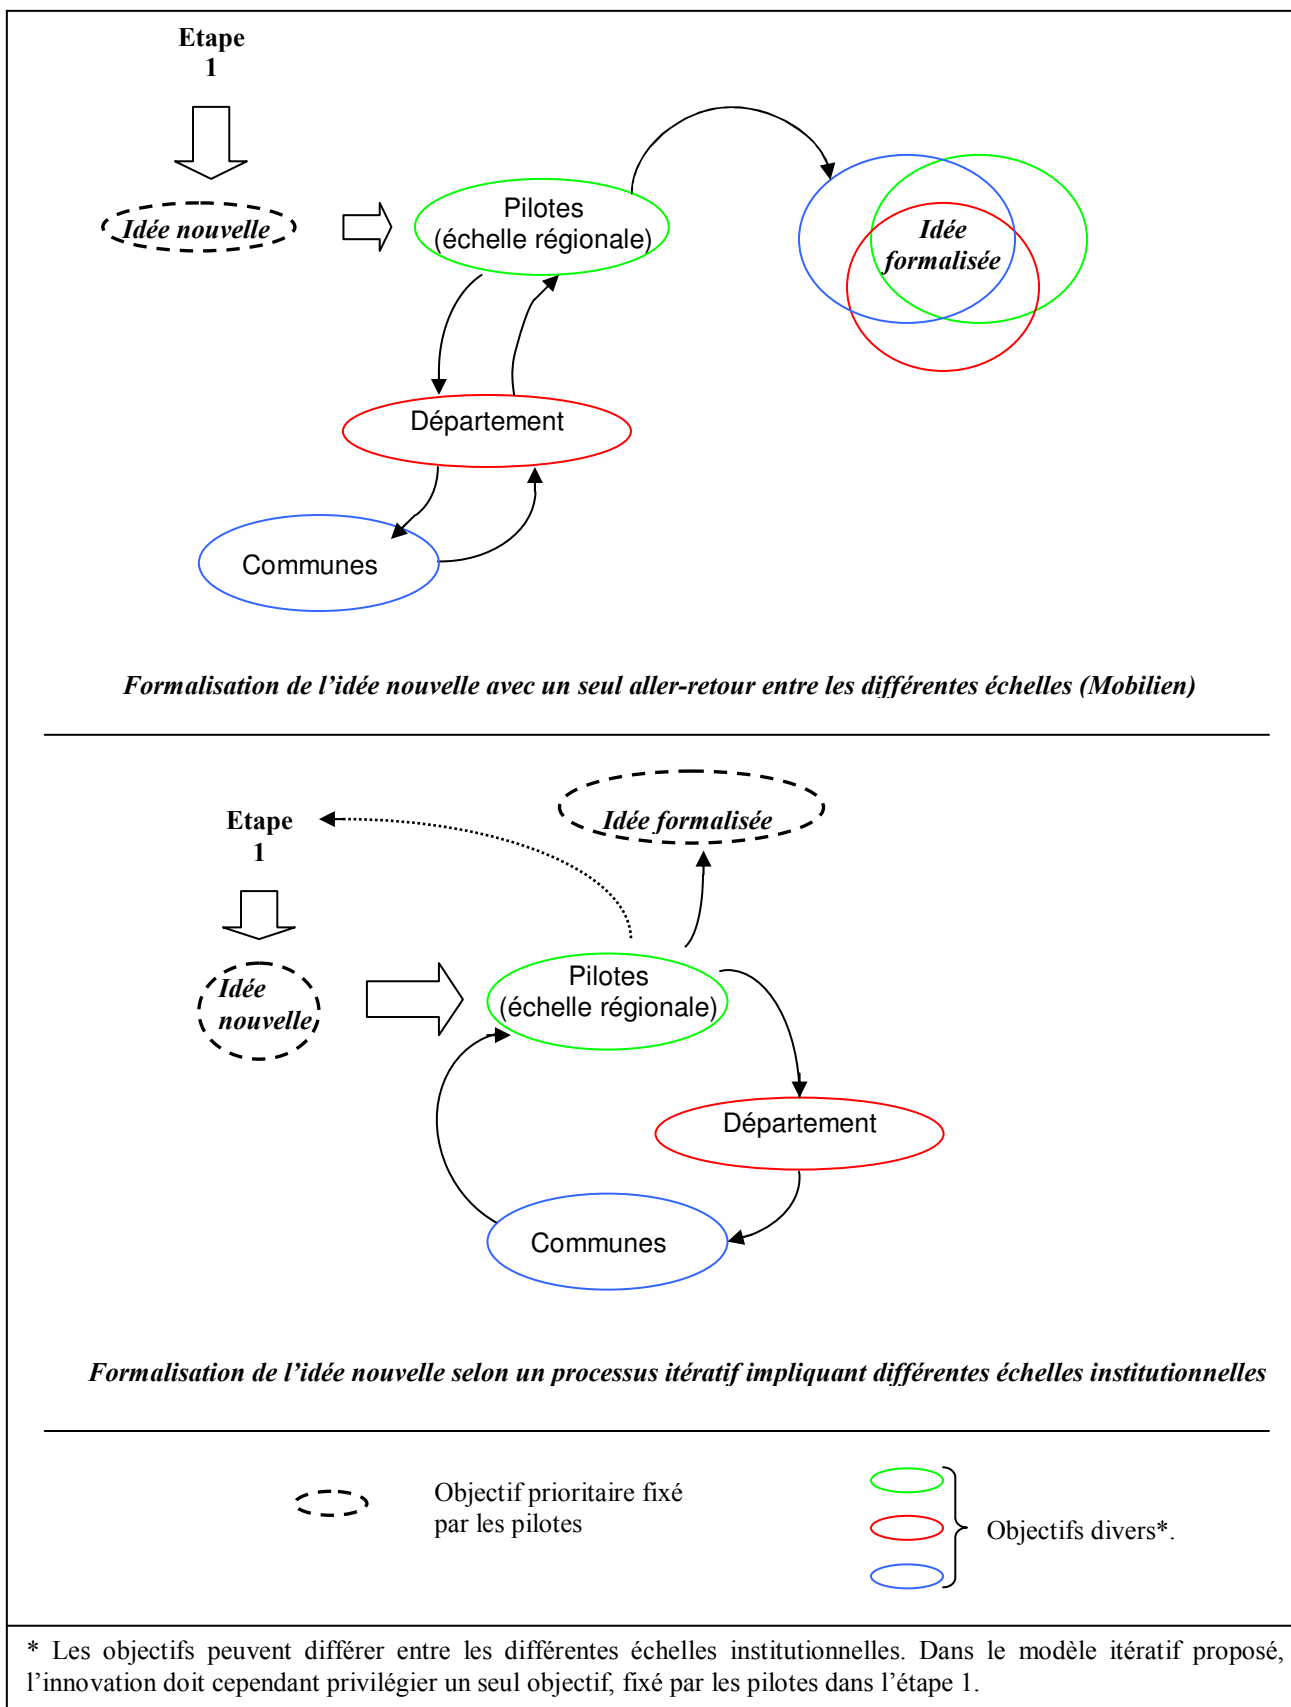 Etape
1
Idée nouvelle
Pilotes
(échelle régionale)
Idée
formalisée
Département
Communes
Formalisation de l’idée nouvelle avec un seul aller-retour entre les différentes échelles (Mobilien)
Idée formalisée
Etape
1
Idée
nouvelle
Pilotes
(échelle régionale)
Département
Communes
Formalisation de l’idée nouvelle selon un processus itératif impliquant différentes échelles institutionnelles
Objectif prioritaire fixé
par les pilotes
Objectifs divers*.
* Les objectifs peuvent différer entre les différentes échelles institutionnelles. Dans le modèle itératif proposé,
l’innovation doit cependant privilégier un seul objectif, fixé par les pilotes dans l’étape 1.